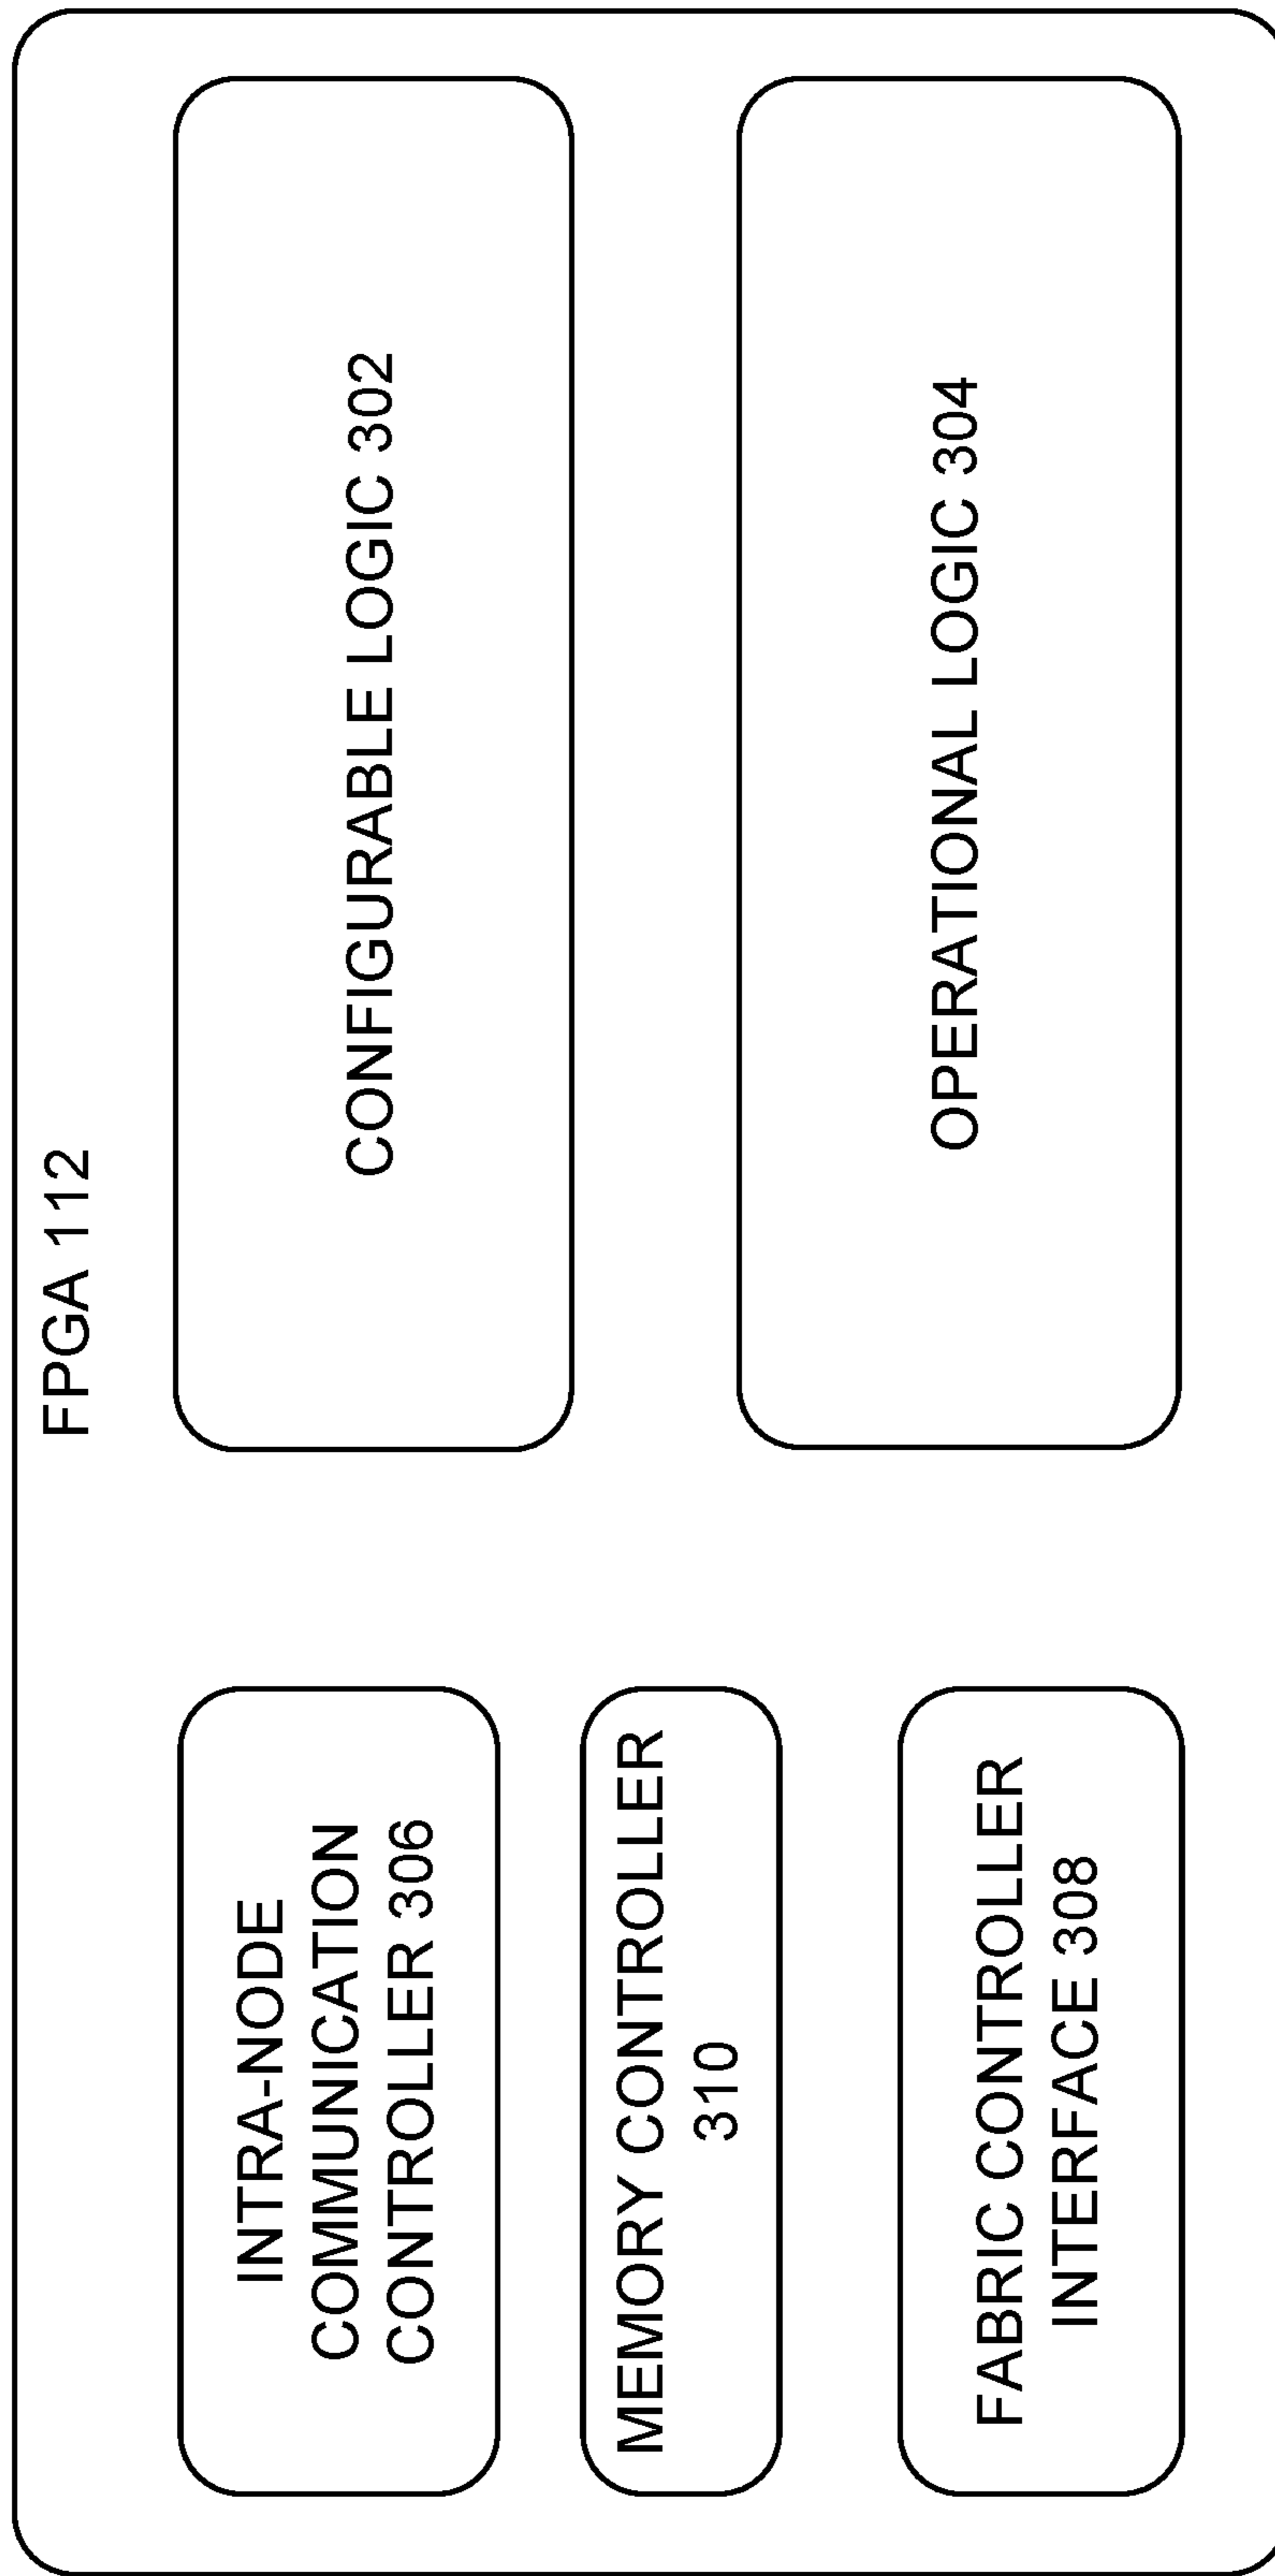 FPGA 112
INTRA-NODE
COMMUNICATION
CONTROLLER 306
MEMORY CONTROLLER
310
FABRIC CONTROLLER
INTERFACE 308
CONFIGURABLE LOGIC 302
OPERATIONAL LOGIC 304